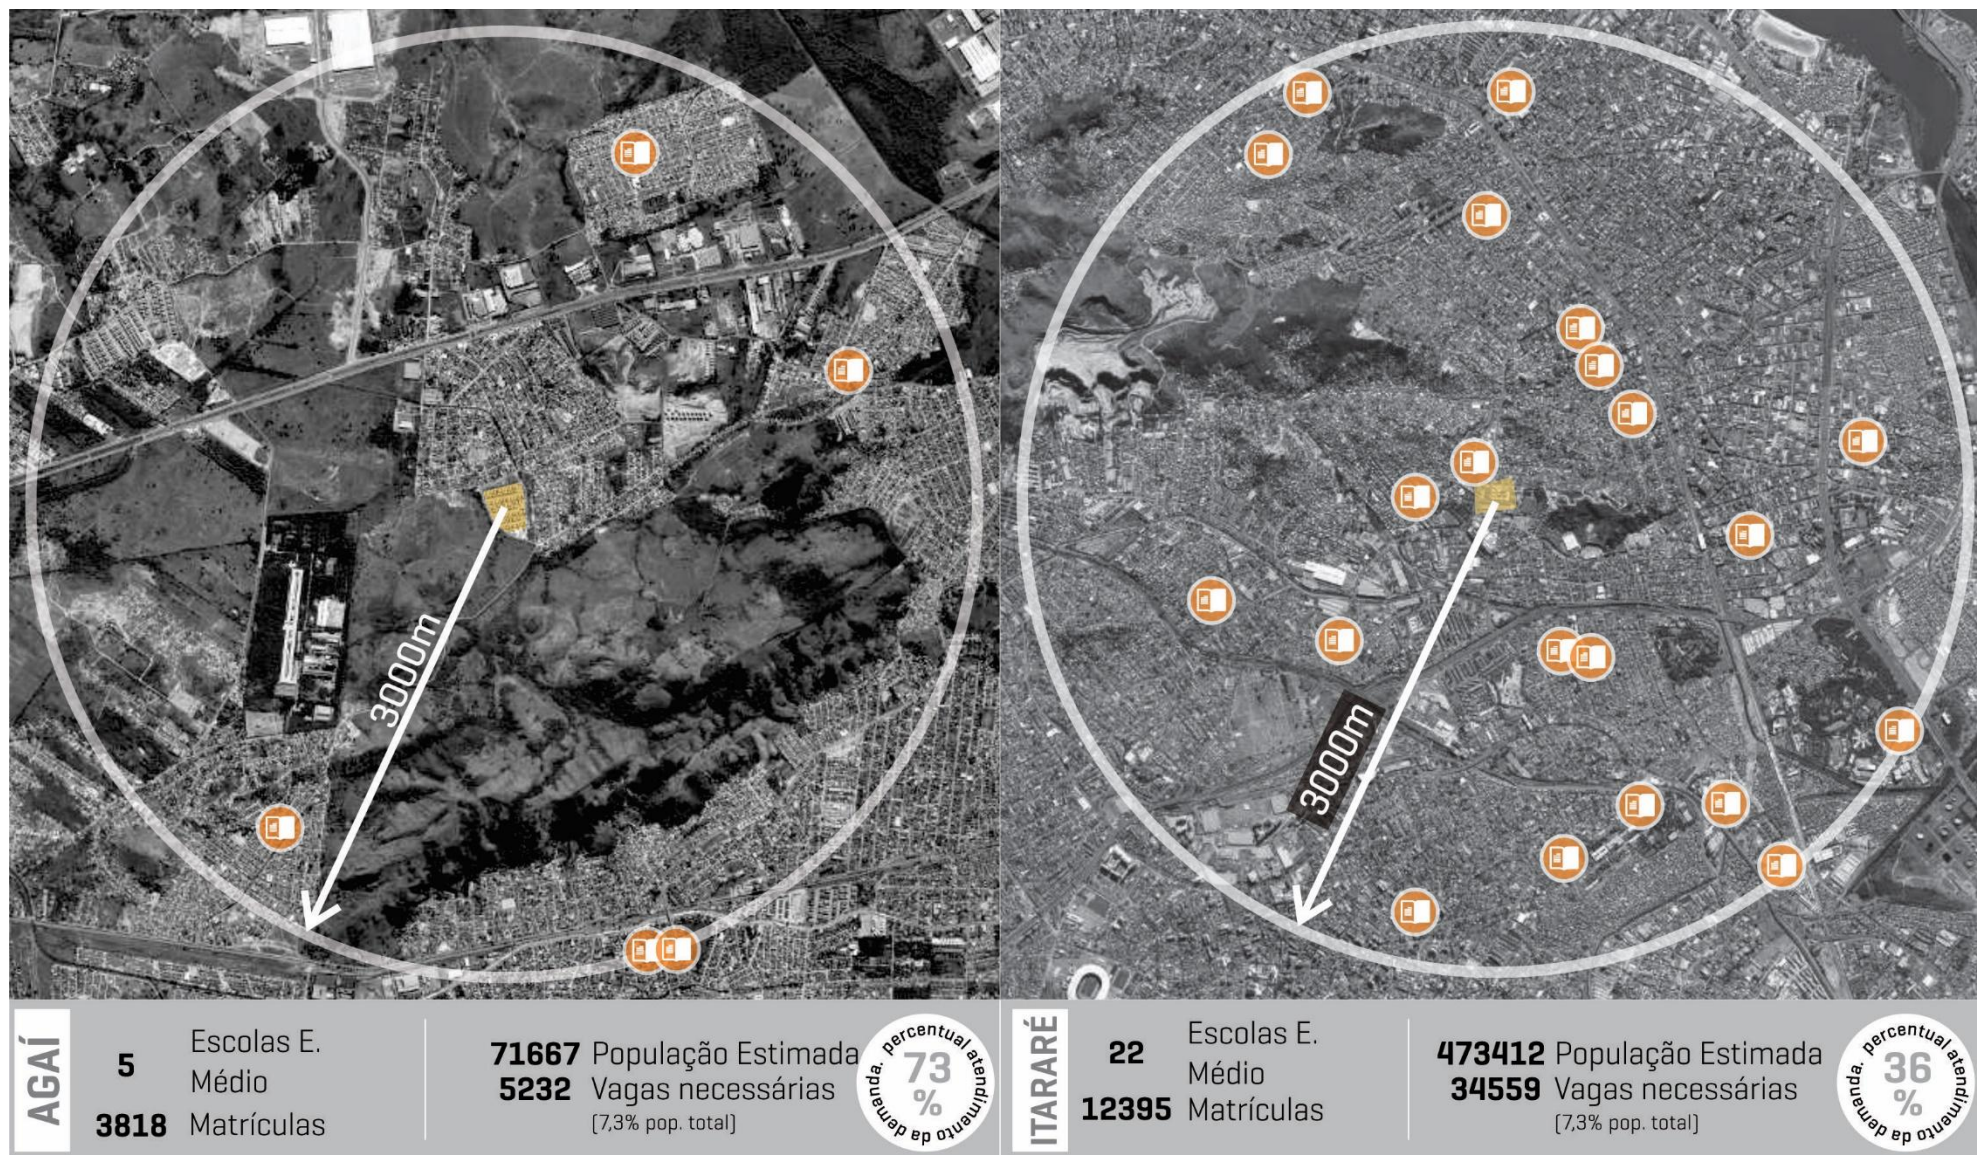 3000m
AGAÍ
5 Escolas E.
Médio
3818 Matrículas
71667 População Estimada
5232 Vagas necessárias
(7,3% pop. total)
percentual atendimento da demanda.
73
%
3000m
ITARARÉ
22 Escolas E.
Médio
12395 Matrículas
473412 População Estimada
34559 Vagas necessárias
(7,3% pop. total)
percentual atendimento da demanda.
36
%